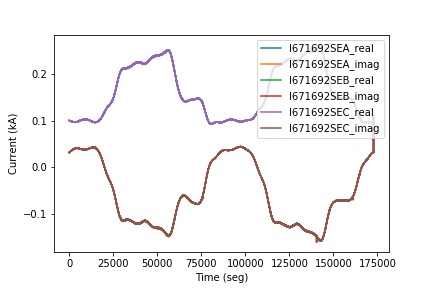 I671692SEA_real
I671692SEA_imag
I671692SEB_real
I671692SEB_imag
I671692SEC_real
I671692SEC_imag
0.2
0.1
0.0
−0.1
Current (kA)
0 25000 50000 75000 100000 125000 150000 175000
Time (seg)